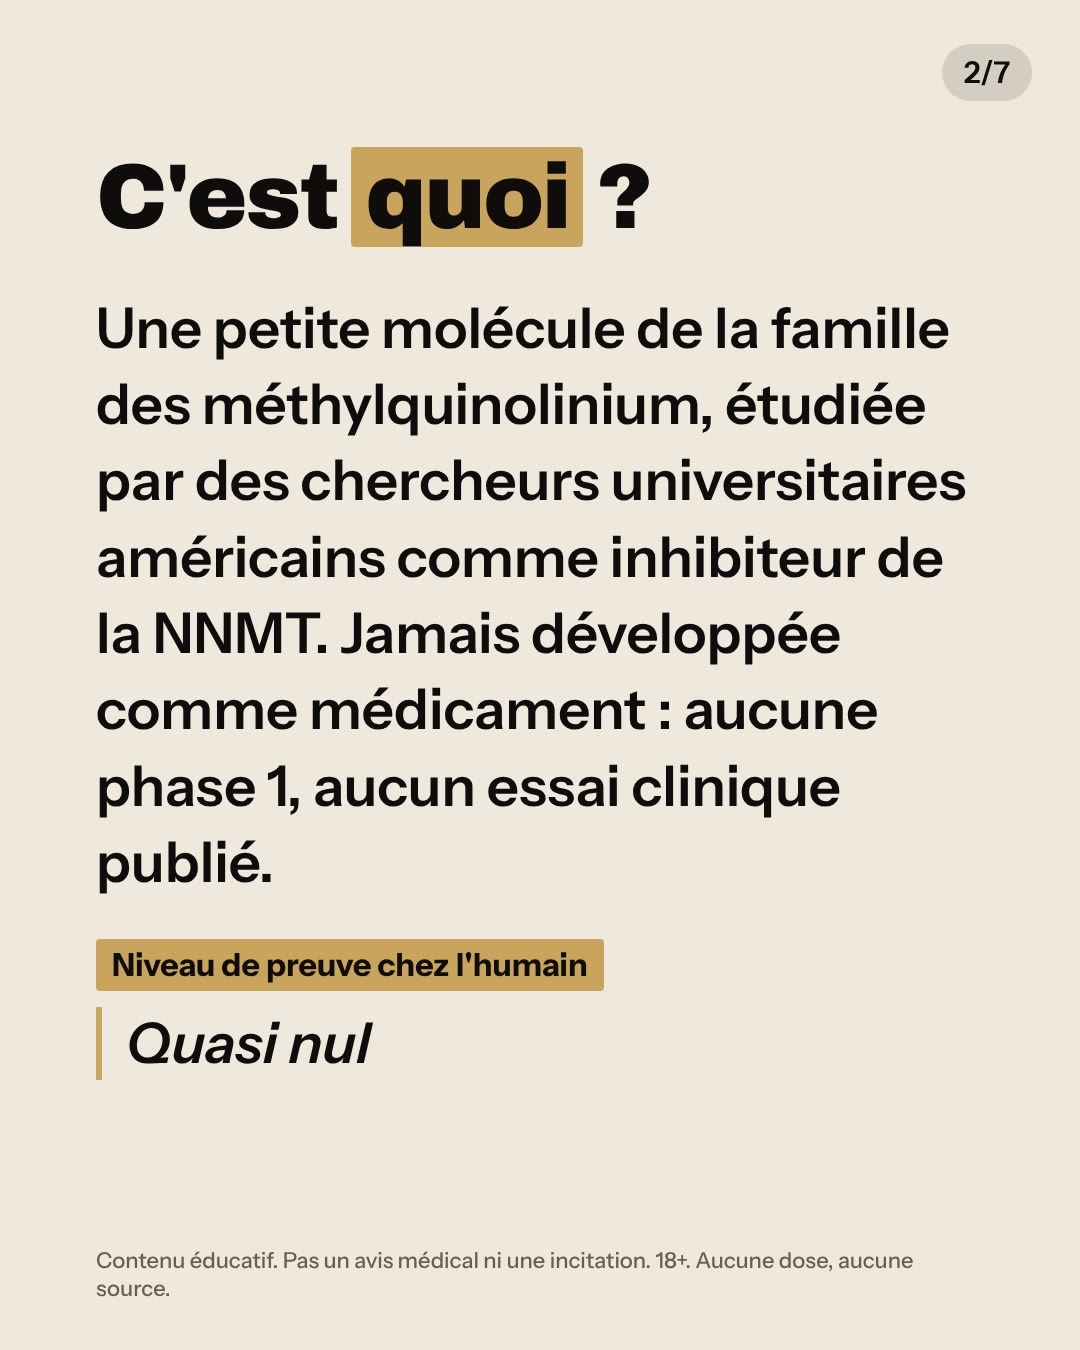 2/7
C'est quoi ?
Une petite molécule de la famille
des méthylquinolinium, étudiée
par des chercheurs universitaires
américains comme inhibiteur de
la NNMT. Jamais développée
comme médicament : aucune
phase 1, aucun essai clinique
publié.
Niveau de preuve chez l'humain
Quasi nul
Contenu éducatif. Pas un avis médical ni une incitation. 18+. Aucune dose, aucune
source.